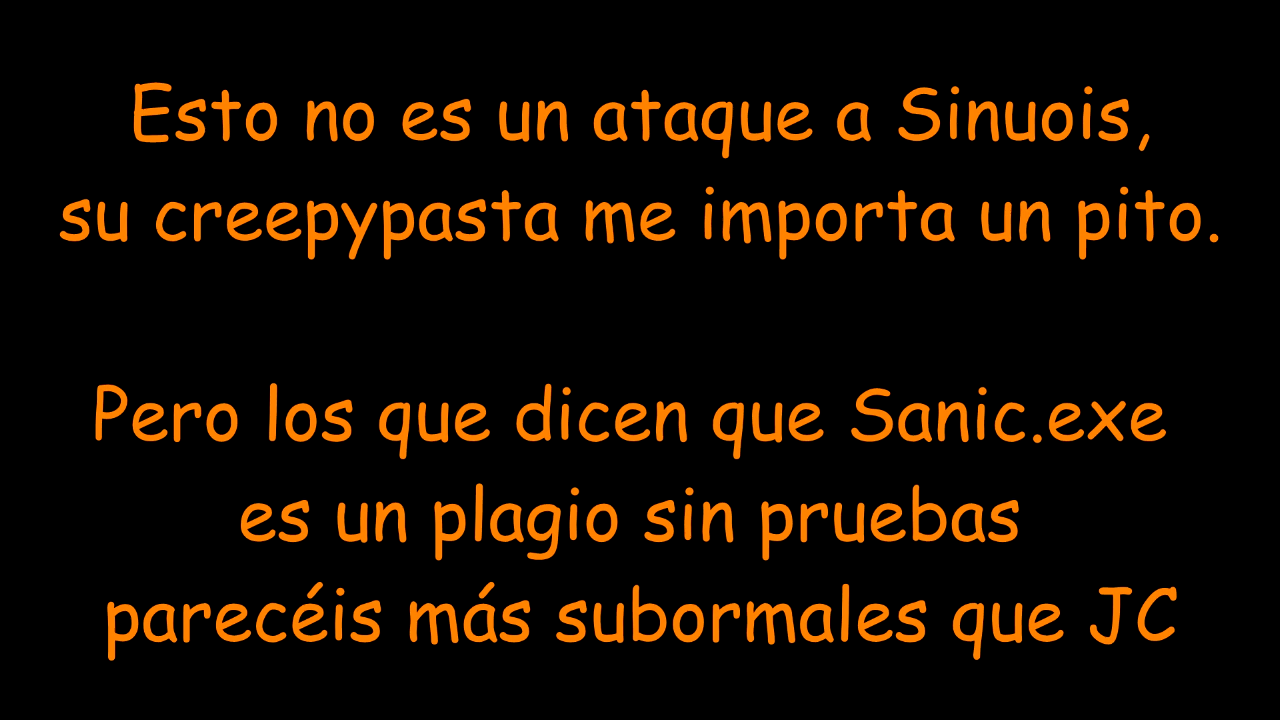 Esto no es un ataque a Sinuois,
su creepypasta me importa un pito.
Pero los que dicen que Sanic.exe
es un plagio sin pruebas
parecéis más subormales que JC